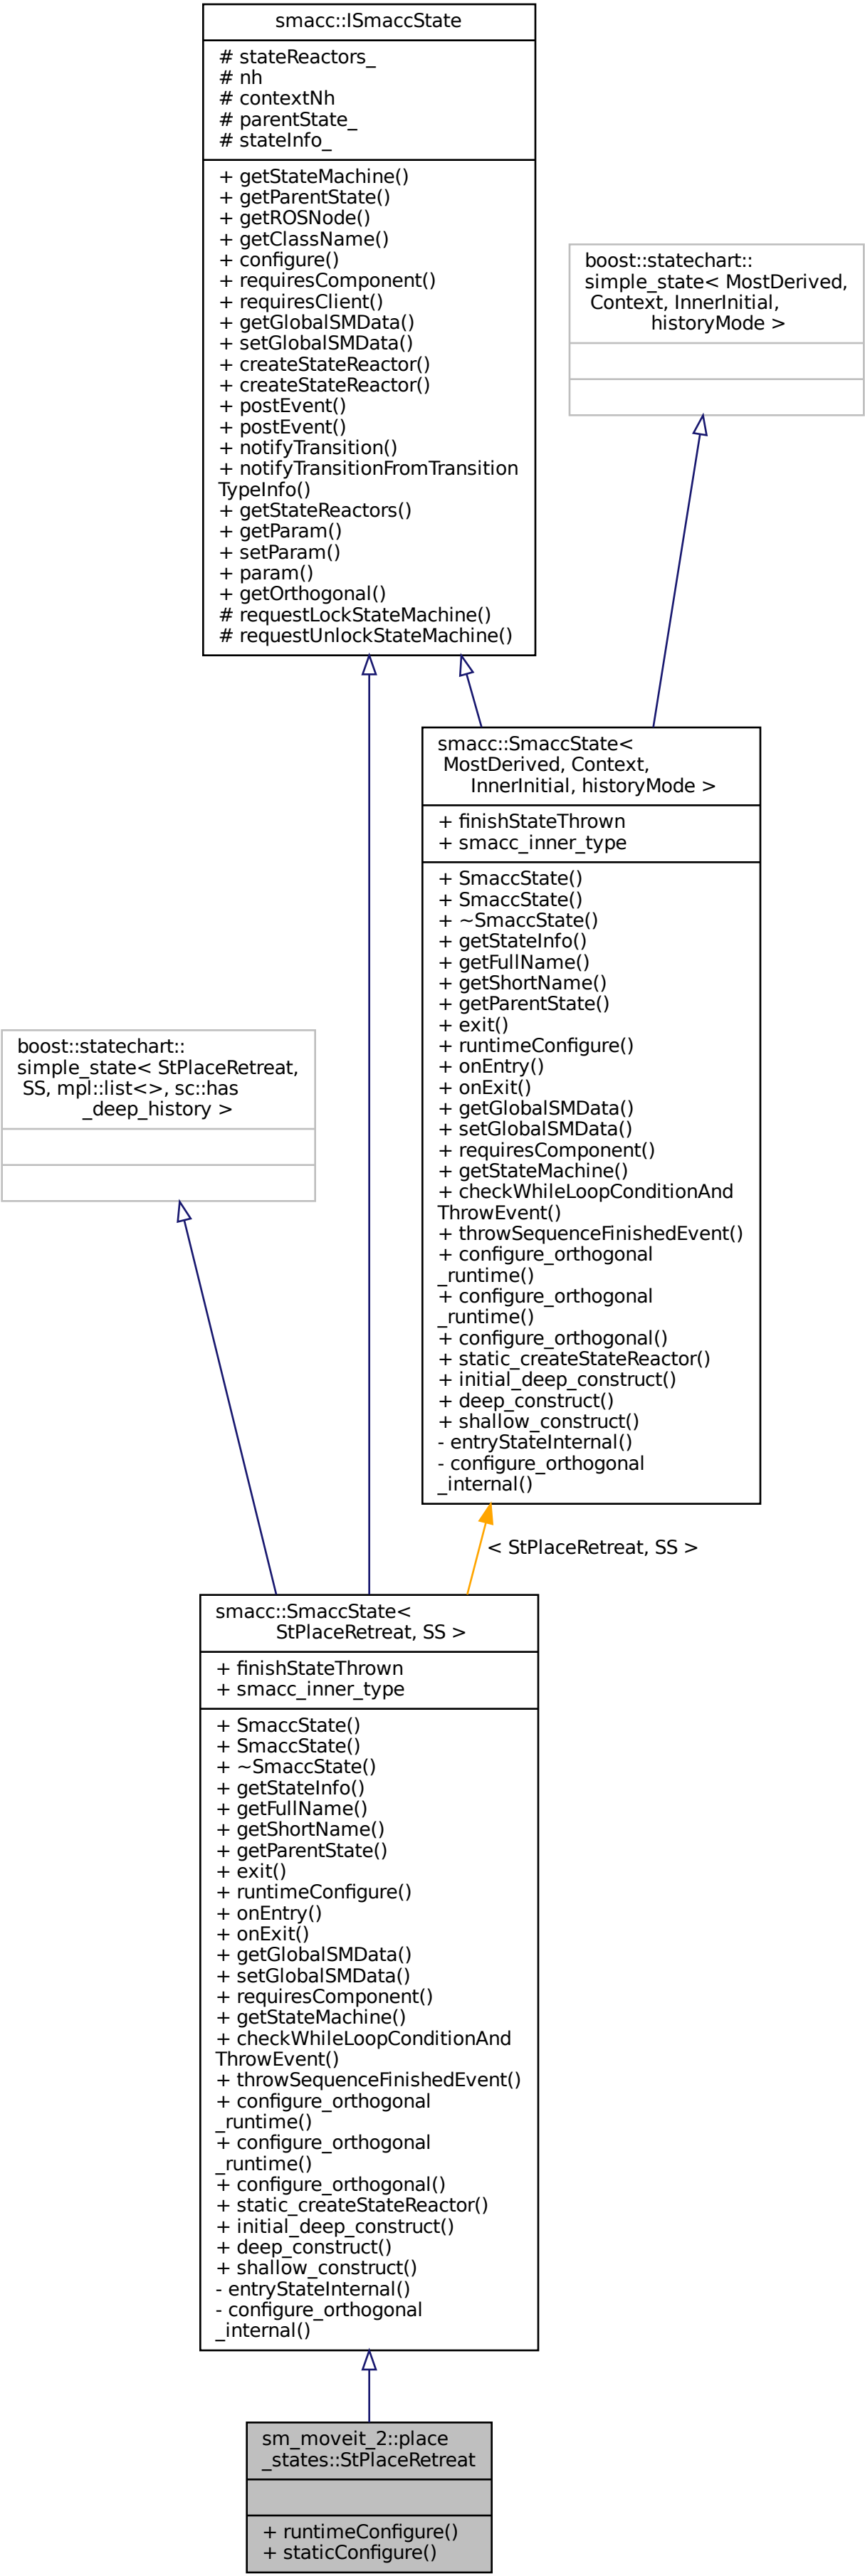 smacc::ISmaccState
# stateReactors_
# nh
# contextNh
# parentState_
# stateInfo_
+ getStateMachine()
+ getParentState()
+ getROSNode()
+ getClassName()
+ configure()
+ requiresComponent()
+ requiresClient()
+ getGlobalSMData()
+ setGlobalSMData()
+ createStateReactor()
+ createStateReactor()
+ postEvent()
+ postEvent()
+ notifyTransition()
+ notifyTransitionFromTransition
TypeInfo()
+ getStateReactors()
+ getParam()
+ setParam()
+ param()
+ getOrthogonal()
# requestLockStateMachine()
# requestUnlockStateMachine()
boost::statechart::
simple_state< MostDerived,
Context, InnerInitial,
historyMode >
smacc::SmaccState<
MostDerived, Context,
InnerInitial, historyMode >
+ finishStateThrown
+ smacc_inner_type
+ SmaccState()
+ SmaccState()
+ ~SmaccState()
+ getStateInfo()
+ getFullName()
+ getShortName()
+ getParentState()
+ exit()
+ runtimeConfigure()
+ onEntry()
+ onExit()
+ getGlobalSMData()
+ setGlobalSMData()
+ requiresComponent()
+ getStateMachine()
+ checkWhileLoopConditionAnd
ThrowEvent()
+ throwSequenceFinishedEvent()
+ configure_orthogonal
_runtime()
+ configure_orthogonal
_runtime()
+ configure_orthogonal()
+ static_createStateReactor()
+ initial_deep_construct()
+ deep_construct()
+ shallow_construct()
- entryStateInternal()
- configure_orthogonal
_internal()
boost::statechart::
simple_state< StPlaceRetreat,
SS, mpl::list<>, sc::has
_deep_history >
< StPlaceRetreat, SS >
smacc::SmaccState<
StPlaceRetreat, SS >
+ finishStateThrown
+ smacc_inner_type
+ SmaccState()
+ SmaccState()
+ ~SmaccState()
+ getStateInfo()
+ getFullName()
+ getShortName()
+ getParentState()
+ exit()
+ runtimeConfigure()
+ onEntry()
+ onExit()
+ getGlobalSMData()
+ setGlobalSMData()
+ requiresComponent()
+ getStateMachine()
+ checkWhileLoopConditionAnd
ThrowEvent()
+ throwSequenceFinishedEvent()
+ configure_orthogonal
_runtime()
+ configure_orthogonal
_runtime()
+ configure_orthogonal()
+ static_createStateReactor()
+ initial_deep_construct()
+ deep_construct()
+ shallow_construct()
- entryStateInternal()
- configure_orthogonal
_internal()
sm_moveit_2::place
_states::StPlaceRetreat
+ runtimeConfigure()
+ staticConfigure()